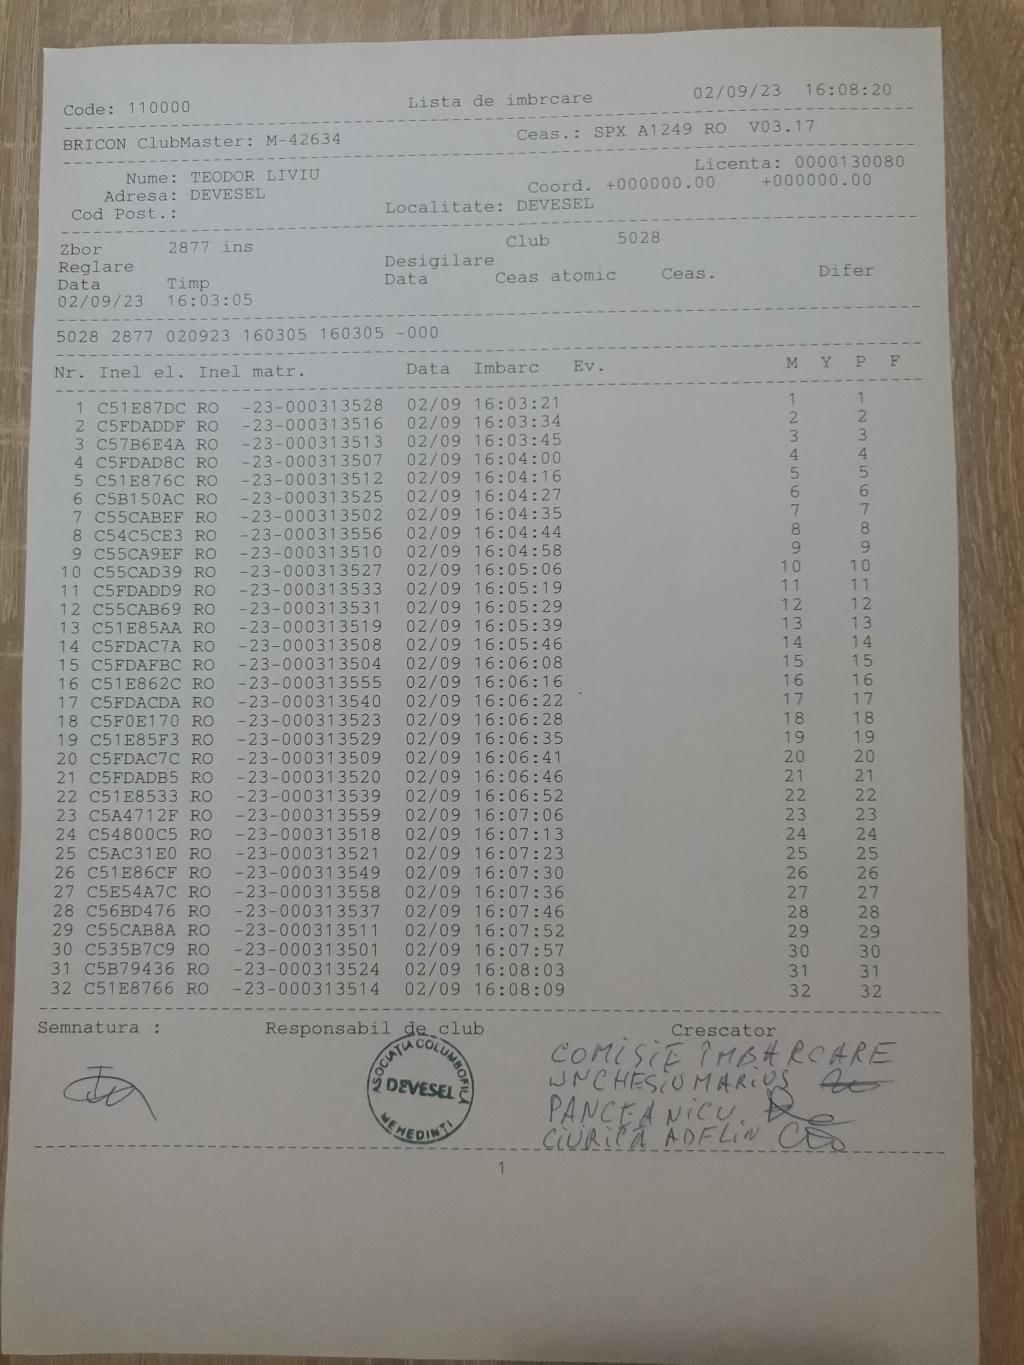 Code: 110000 Lista de imbrcare 02/09/23 16:08:20
BRICON ClubMaster: M-42634 Ceas.: SPX A1249 RO V03.17
Licenta: 0000130080
Nume: TEODOR LIVIU
Adresa: DEVESEL Coord. +000000.00 +000000.00
Cod Post.: Localitate: DEVESEL
Zbor 2877 ins Club 5028
Reglare Desigilare
Data Timp Data Ceas atomic Ceas. Difer
02/09/23 16:03:05
5028 2877 020923 160305 160305 -000
Nr. Inel el. Inel matr. Data Imbarc Ev. M Y P F
1 C51E87DC RO -23-000313528 02/09 16:03:21 1 1
2 C5FDADDF RO -23-000313516 02/09 16:03:34 2 2
3 C57B6E4A RO -23-000313513 02/09 16:03:45 3 3
4 C5FDAD8C RO -23-000313507 02/09 16:04:00 4 4
5 C51E876C RO -23-000313512 02/09 16:04:16 5 5
6 C5B150AC RO -23-000313525 02/09 16:04:27 6 6
7 C55CABEF RO -23-000313502 02/09 16:04:35 7 7
8 C54C5CE3 RO -23-000313556 02/09 16:04:44 8 8
9 C55CA9EF RO -23-000313510 02/09 16:04:58 9 9
10 C55CAD39 RO -23-000313527 02/09 16:05:06 10 10
11 C5FDADD9 RO -23-000313533 02/09 16:05:19 11 11
12 C55CAB69 RO -23-000313531 02/09 16:05:29 12 12
13 C51E85AA RO -23-000313519 02/09 16:05:39 13 13
14 C5FDAC7A RO -23-000313508 02/09 16:05:46 14 14
15 C5FDAFBC RO -23-000313504 02/09 16:06:08 15 15
16 C51E862C RO -23-000313555 02/09 16:06:16 16 16
17 C5FDACDA RO -23-000313540 02/09 16:06:22 17 17
18 C5F0E170 RO -23-000313523 02/09 16:06:28 18 18
19 C51E85F3 RO -23-000313529 02/09 16:06:35 19 19
20 C5FDAC7C RO -23-000313509 02/09 16:06:41 20 20
21 C5FDADB5 RO -23-000313520 02/09 16:06:46 21 21
22 C51E8533 RO -23-000313539 02/09 16:06:52 22 22
23 C5A4712F RO -23-000313559 02/09 16:07:06 23 23
24 C54800C5 RO -23-000313518 02/09 16:07:13 24 24
25 C5AC31E0 RO -23-000313521 02/09 16:07:23 25 25
26 C51E86CF RO -23-000313549 02/09 16:07:30 26 26
27 C5E54A7C RO -23-000313558 02/09 16:07:36 27 27
28 C56BD476 RO -23-000313537 02/09 16:07:46 28 28
29 C55CAB8A RO -23-000313511 02/09 16:07:52 29 29
30 C535B7C9 RO -23-000313501 02/09 16:07:57 30 30
31 C5B79436 RO -23-000313524 02/09 16:08:03 31 31
32 C51E8766 RO -23-000313514 02/09 16:08:09 32 32
Semnatura : Responsabil de club Crescator
ASOCIAȚIA COLUMBOFILĂ
DEVESEL
MEHEDINȚI
COMISIE ÎMBARCARE
UNCHEȘIU MARIUS
PANCEA NICU
CIURICĂ ADELIN
1